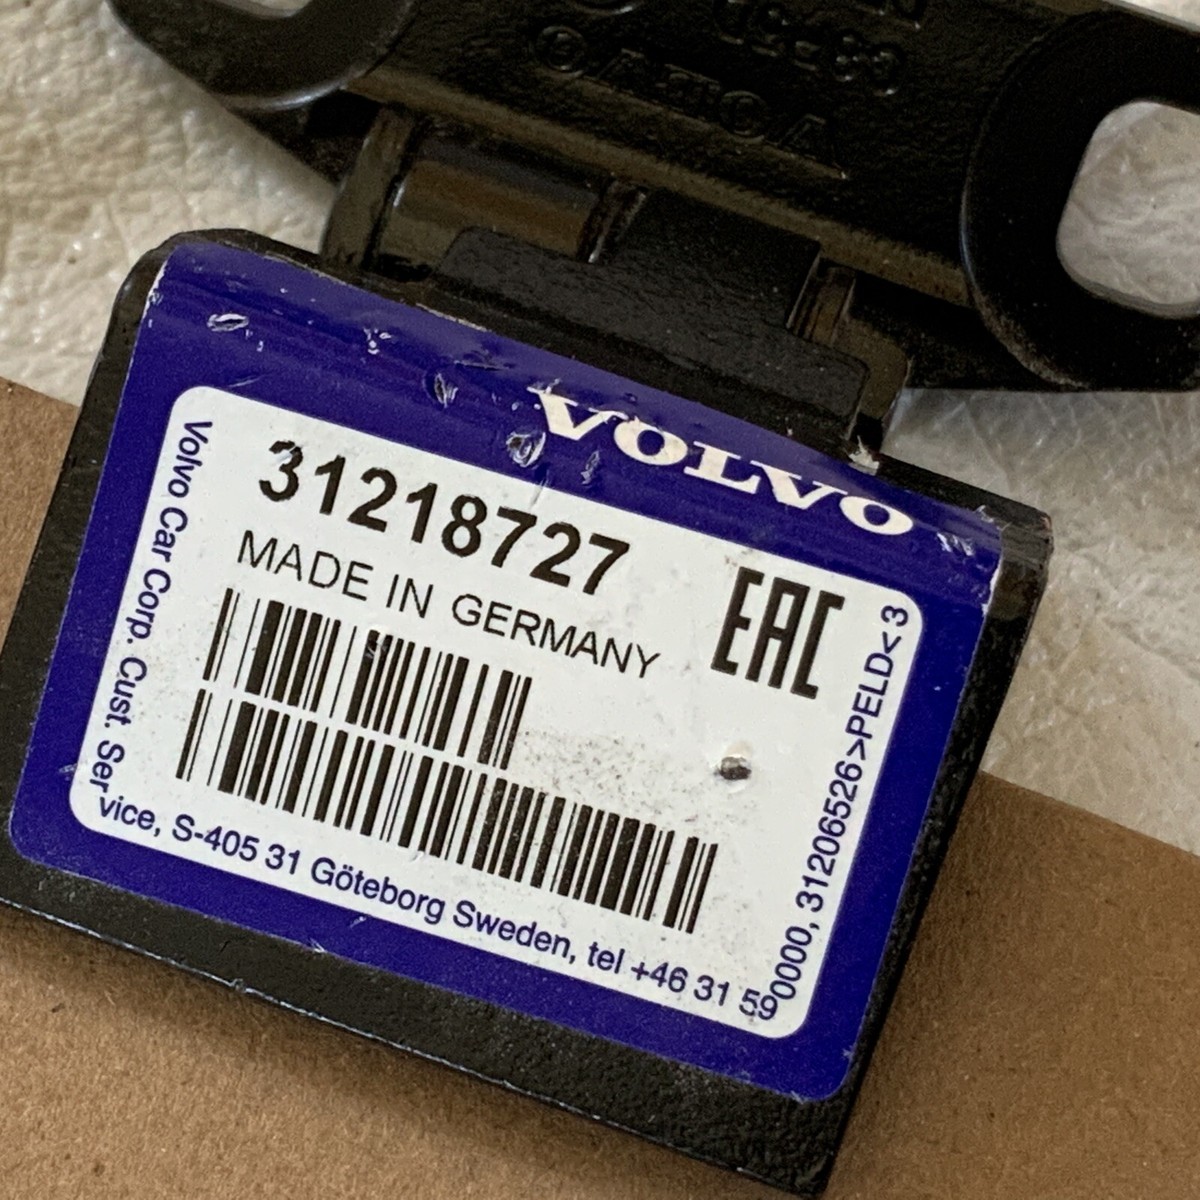 VOLVO
31218727
MADE IN GERMANY
EAC
Volvo Car Corp. Cust. Service, S-405 31 Göteborg Sweden, tel +46 31 590000, 31206526>PELD<3